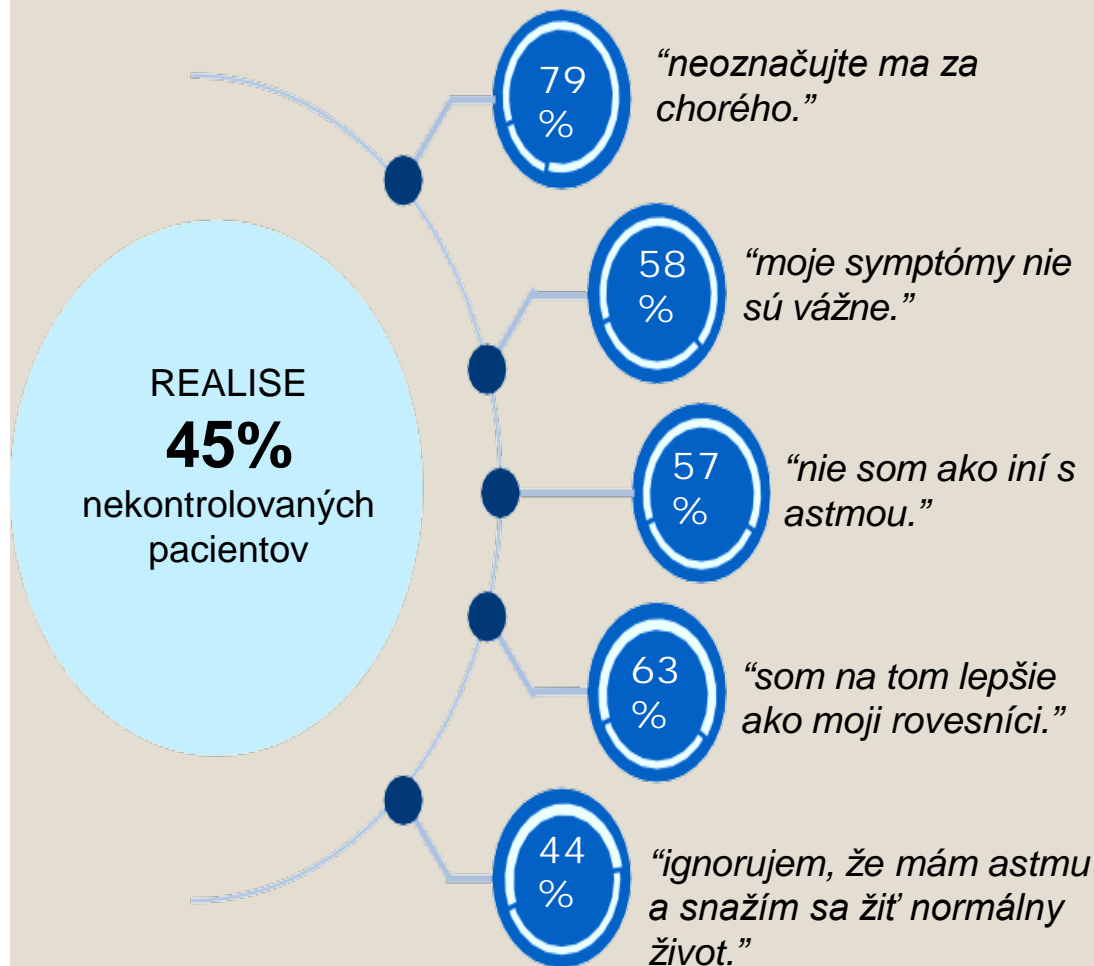 79
%
“neoznačujte ma za
chorého.”
58
%
“moje symptómy nie
sú vážne.”
REALISE
45%
nekontrolovaných
pacientov
57
%
“nie som ako iní s
astmou.”
63
%
“som na tom lepšie
ako moji rovesníci.”
44
%
“ignorujem, že mám astmu
a snažím sa žiť normálny
život.”